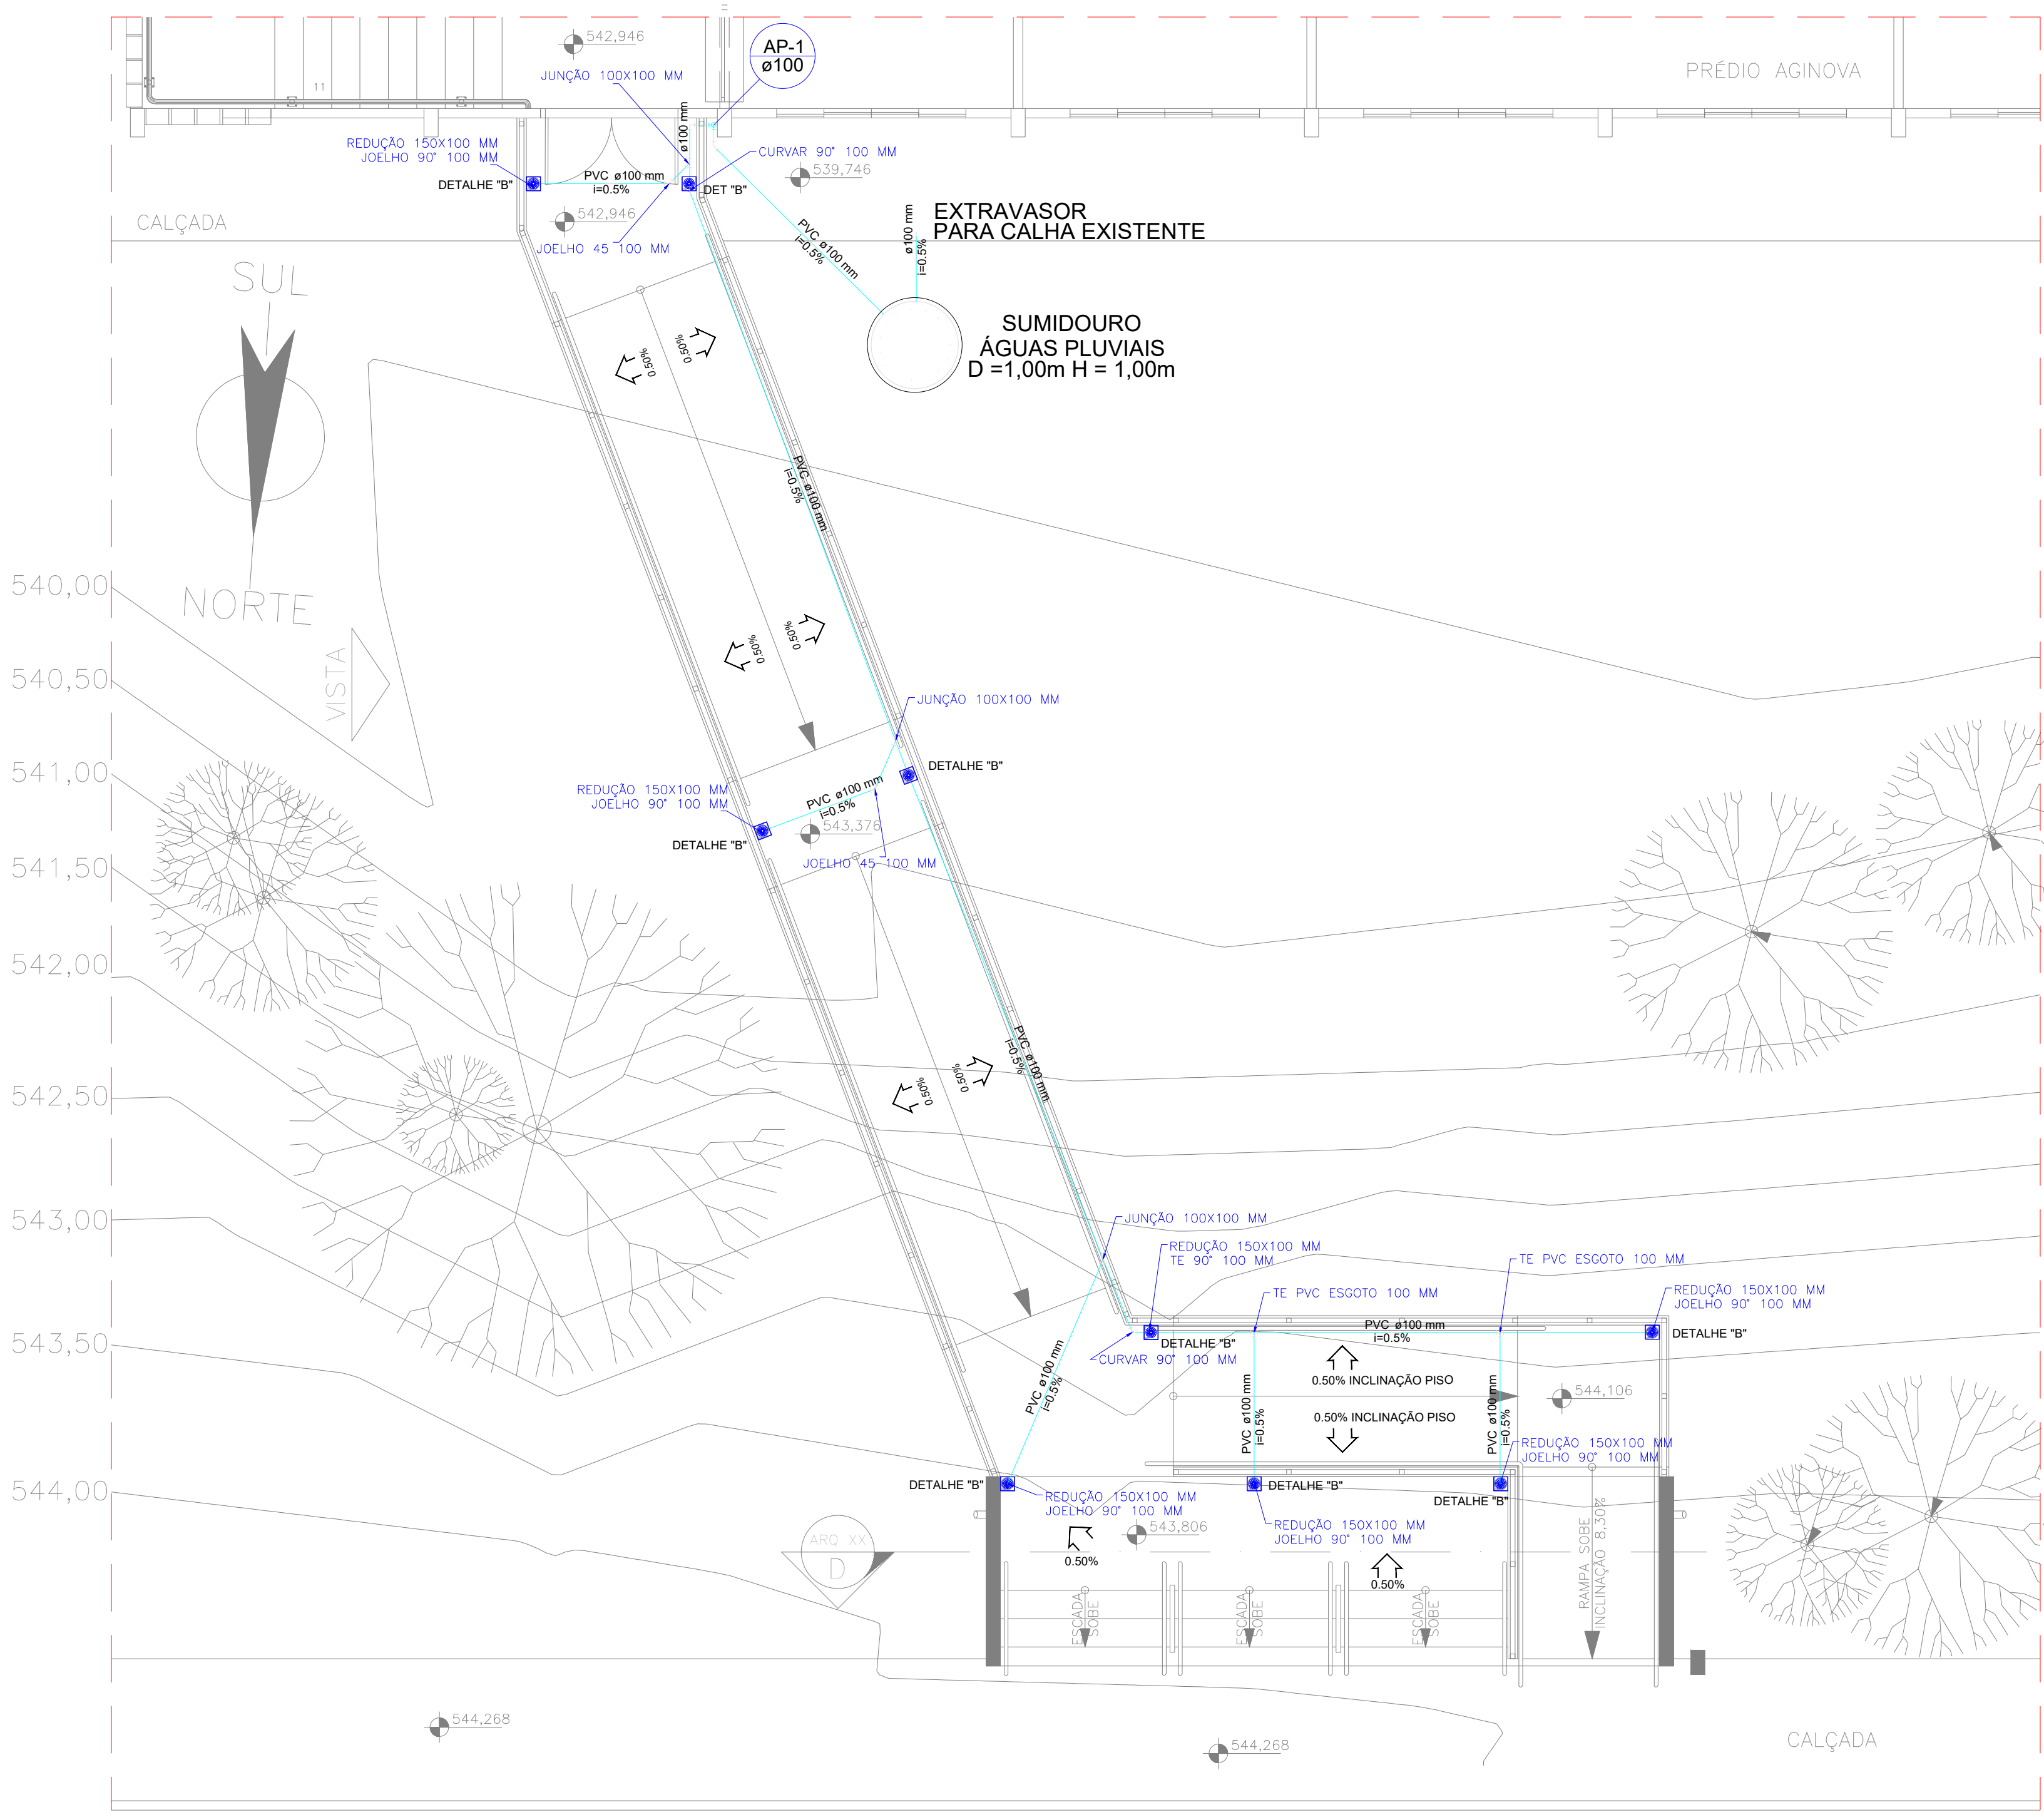 542,946
AP-1
ø100
JUNÇÃO 100X100 MM
PRÉDIO AGINOVA
11
ø100 mm
REDUÇÃO 150X100 MM
JOELHO 90° 100 MM
CURVAR 90° 100 MM
539,746
PVC ø100 mm
i=0.5%
DETALHE "B"
DET "B"
CALÇADA
542,946
JOELHO 45 100 MM
EXTRAVASOR
PARA CALHA EXISTENTE
PVC ø100 mm
i=0.5%
ø100 mm
i=0.5%
SUL
NORTE
SUMIDOURO
ÁGUAS PLUVIAIS
D =1,00m H = 1,00m
0.50%
0.50%
PVC ø100 mm
i=0.5%
540,00
540,50
541,00
541,50
542,00
542,50
543,00
543,50
544,00
VISTA
0.50%
0.50%
JUNÇÃO 100X100 MM
DETALHE "B"
REDUÇÃO 150X100 MM
JOELHO 90° 100 MM
PVC ø100 mm
i=0.5%
543,376
DETALHE "B"
JOELHO 45 100 MM
PVC ø100 mm
i=0.5%
0.50%
0.50%
JUNÇÃO 100X100 MM
REDUÇÃO 150X100 MM
TE 90° 100 MM
TE PVC ESGOTO 100 MM
TE PVC ESGOTO 100 MM
REDUÇÃO 150X100 MM
JOELHO 90° 100 MM
PVC ø100 mm
i=0.5%
DETALHE "B"
DETALHE "B"
CURVAR 90° 100 MM
PVC ø100 mm
i=0.5%
0.50% INCLINAÇÃO PISO
544,106
0.50% INCLINAÇÃO PISO
PVC ø100 mm
i=0.5%
PVC ø100 mm
i=0.5%
REDUÇÃO 150X100 MM
JOELHO 90° 100 MM
DETALHE "B"
DETALHE "B"
DETALHE "B"
REDUÇÃO 150X100 MM
JOELHO 90° 100 MM
543,806
REDUÇÃO 150X100 MM
JOELHO 90° 100 MM
ARQ XX
D
0.50%
0.50%
ESCADA
SOBE
ESCADA
SOBE
ESCADA
SOBE
RAMPA SOBE
INCLINAÇÃO 8,30%
544,268
544,268
CALÇADA